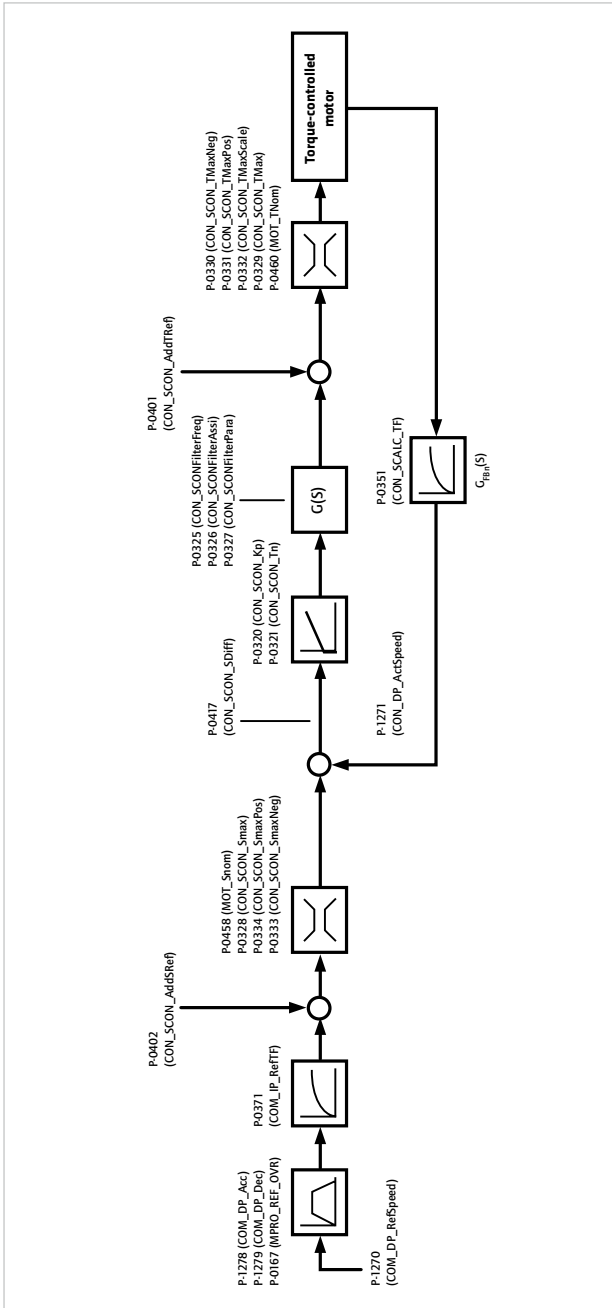 P-1270
(COM_DP_RefSpeed)
P-1278 (COM_DP_Acc)
P-1279 (COM_DP_Dec)
P-0167 (MPRO_REF_OVR)
P-0371
(COM_IP_RefTF)
P-0402
(CON_SCON_AddSRef)
P-0458 (MOT_Snom)
P-0328 (CON_SCON_Smax)
P-0334 (CON_SCON_SmaxPos)
P-0333 (CON_SCON_SmaxNeg)
P-0417
(CON_SCON_SDiff)
P-0320 (CON_SCON_Kp)
P-0321 (CON_SCON_Tn)
P-0325 (CON_SCONFilterFreq)
P-0326 (CON_SCONFilterAssi)
P-0327 (CON_SCONFilterPara)
G(S)
P-0401
(CON_SCON_AddTRef)
P-0330 (CON_SCON_TMaxNeg)
P-0331 (CON_SCON_TMaxPos)
P-0332 (CON_SCON_TMaxScale)
P-0329 (CON_SCON_TMax)
P-0460 (MOT_TNom)
Torque-controlled
motor
P-1271
(CON_DP_ActSpeed)
P-0351
(CON_SCALC_TF)
GFBn(S)